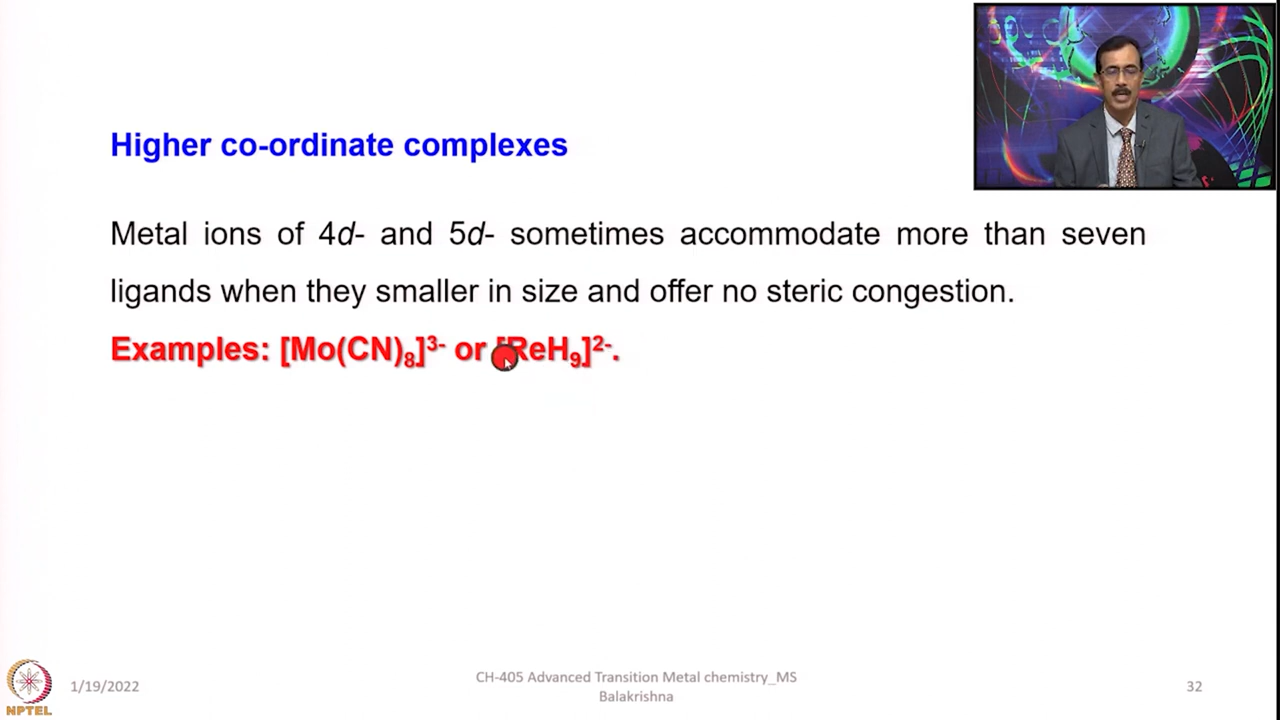 Higher co-ordinate complexes
Metal ions of 4d- and 5d- sometimes accommodate more than seven
ligands when they smaller in size and offer no steric congestion.
Examples: [Mo(CN)₈]³⁻ or [ReH₉]²⁻.
NPTEL
1/19/2022
CH-405 Advanced Transition Metal chemistry_MS
Balakrishna
32